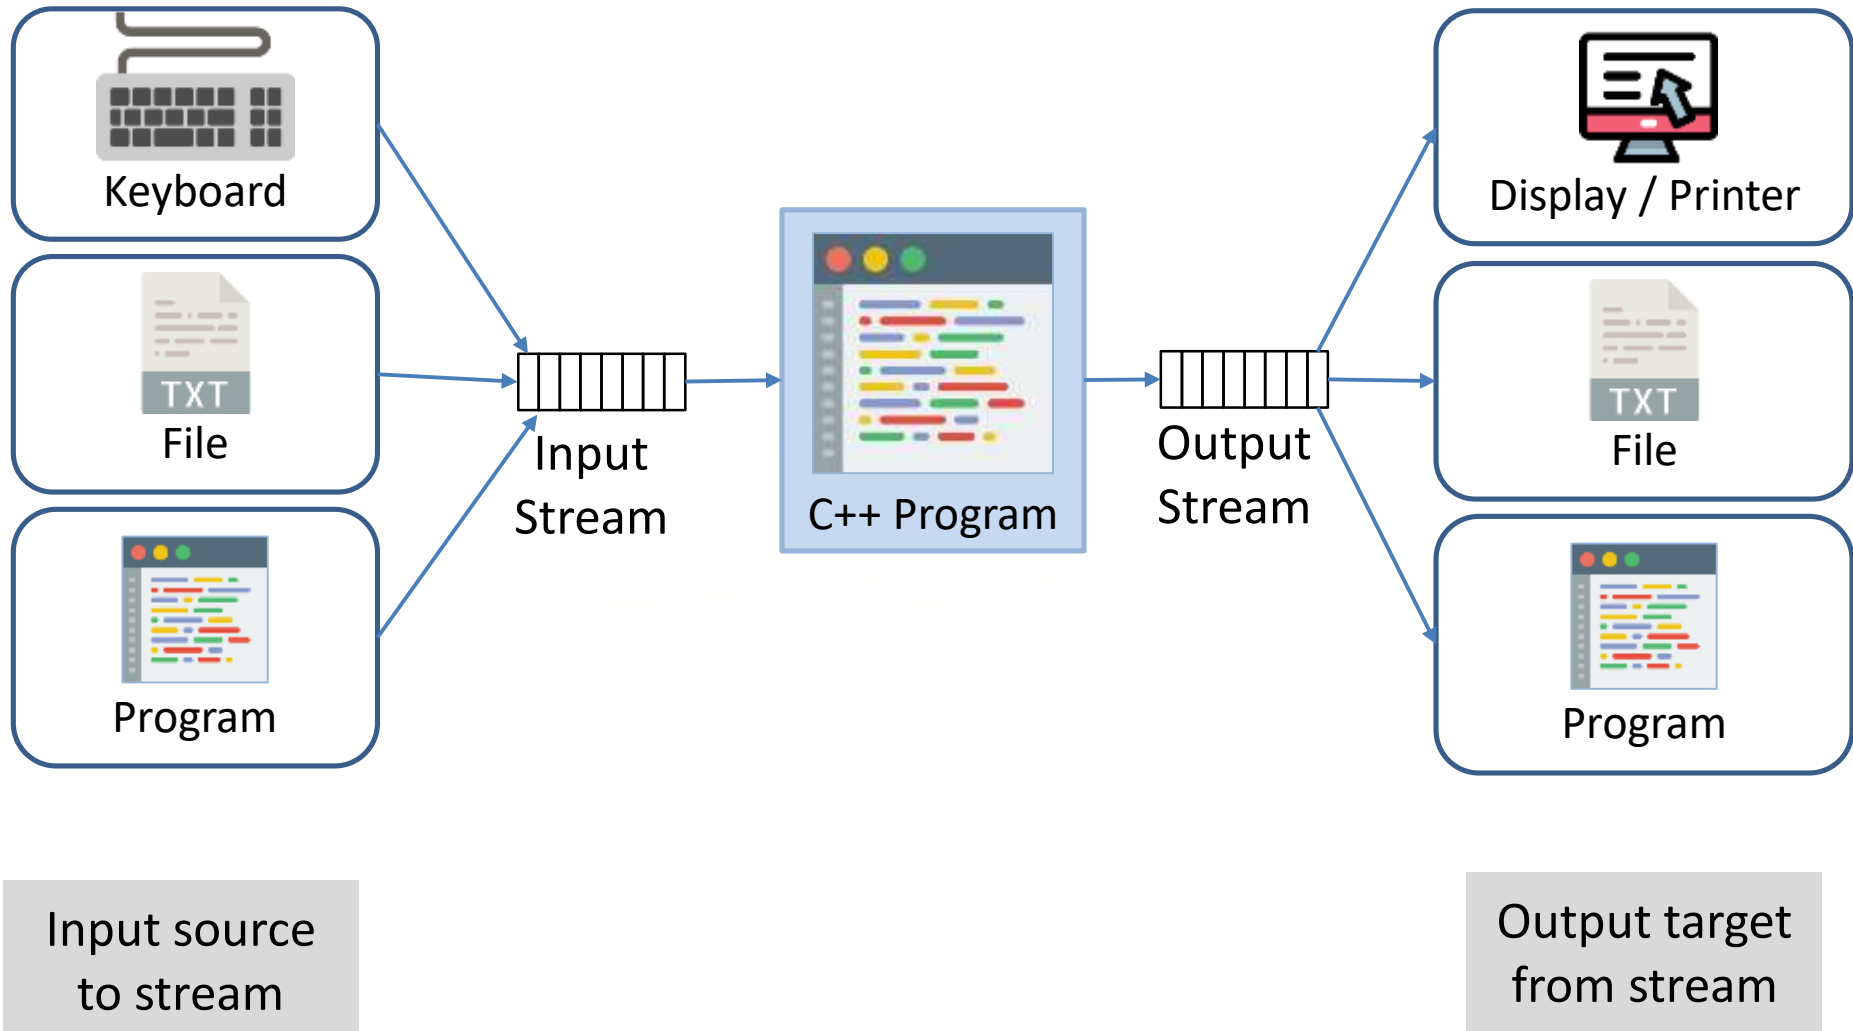 Keyboard
TXT
File
Program
Input
Stream
C++ Program
Output
Stream
Display / Printer
TXT
File
Program
Input source
to stream
Output target
from stream